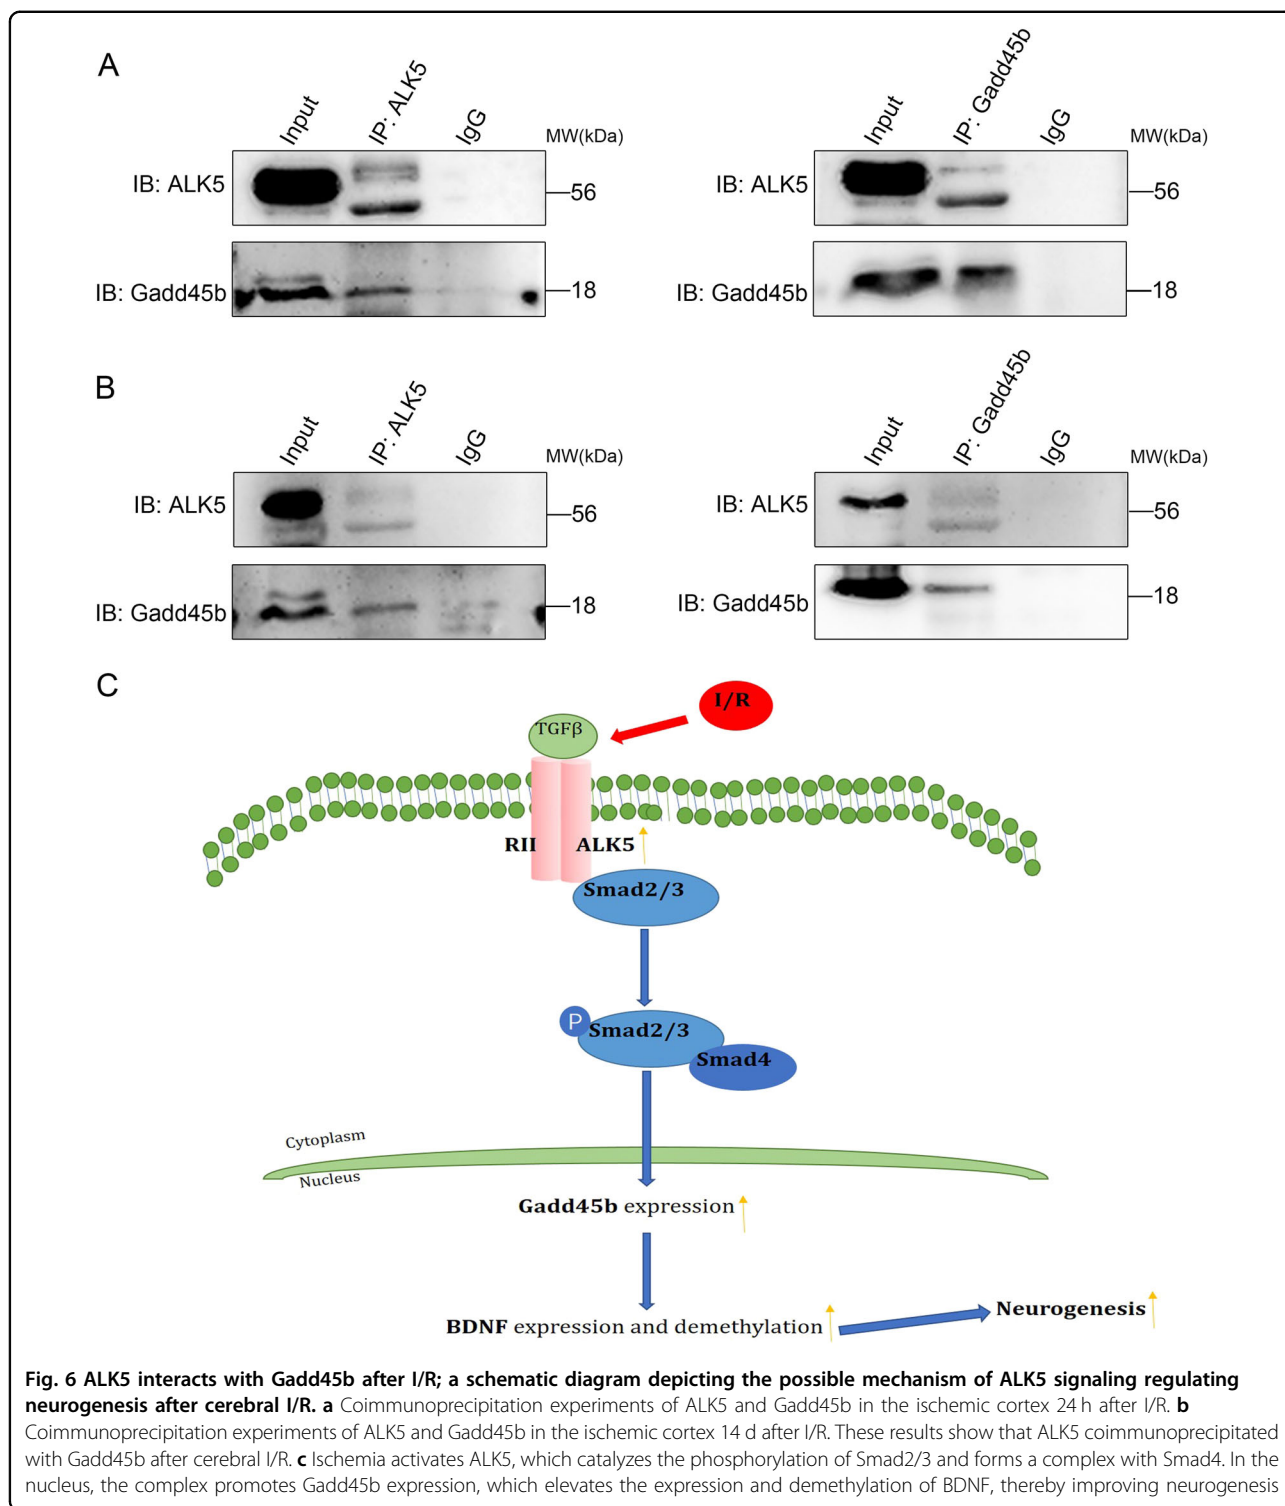 A
Input
IP: ALK5
IgG
MW(kDa)
IB: ALK5
56
IB: Gadd45b
18
Input
IP: Gadd45b
IgG
MW(kDa)
IB: ALK5
56
IB: Gadd45b
18
B
Input
IP: ALK5
IgG
MW(kDa)
IB: ALK5
56
IB: Gadd45b
18
Input
IP: Gadd45b
IgG
MW(kDa)
IB: ALK5
56
IB: Gadd45b
18
C
I/R
TGFβ
RII
ALK5
Smad2/3
P
Smad2/3
Smad4
Cytoplasm
Nucleus
Gadd45b expression
BDNF expression and demethylation
Neurogenesis
Fig. 6 ALK5 interacts with Gadd45b after I/R; a schematic diagram depicting the possible mechanism of ALK5 signaling regulating
neurogenesis after cerebral I/R. a Coimmunoprecipitation experiments of ALK5 and Gadd45b in the ischemic cortex 24 h after I/R. b
Coimmunoprecipitation experiments of ALK5 and Gadd45b in the ischemic cortex 14 d after I/R. These results show that ALK5 coimmunoprecipitated
with Gadd45b after cerebral I/R. c Ischemia activates ALK5, which catalyzes the phosphorylation of Smad2/3 and forms a complex with Smad4. In the
nucleus, the complex promotes Gadd45b expression, which elevates the expression and demethylation of BDNF, thereby improving neurogenesis